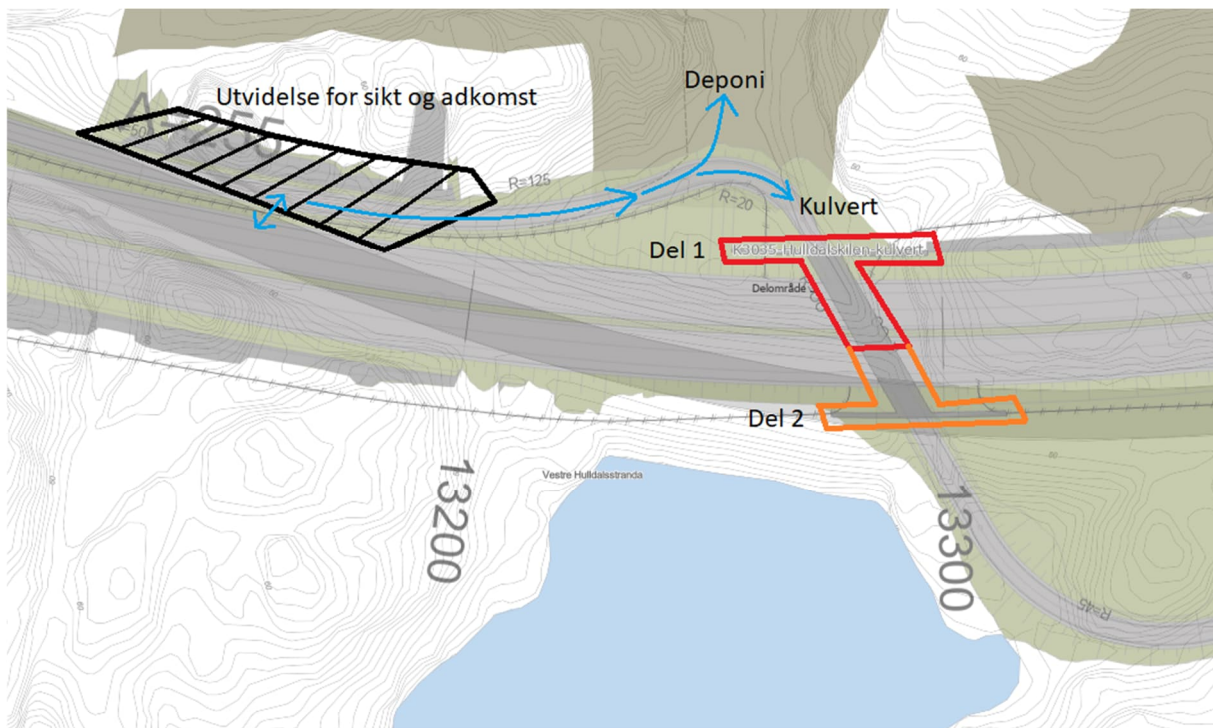 Deponi
Utvidelse for sikt og adkomst
A=255
R=125
R=20
Kulvert
Del 1
K3035-Hulldalskilen-kulvert
Delområde
Del 2
Vestre Hulldalsstranda
13200
13300
R=45